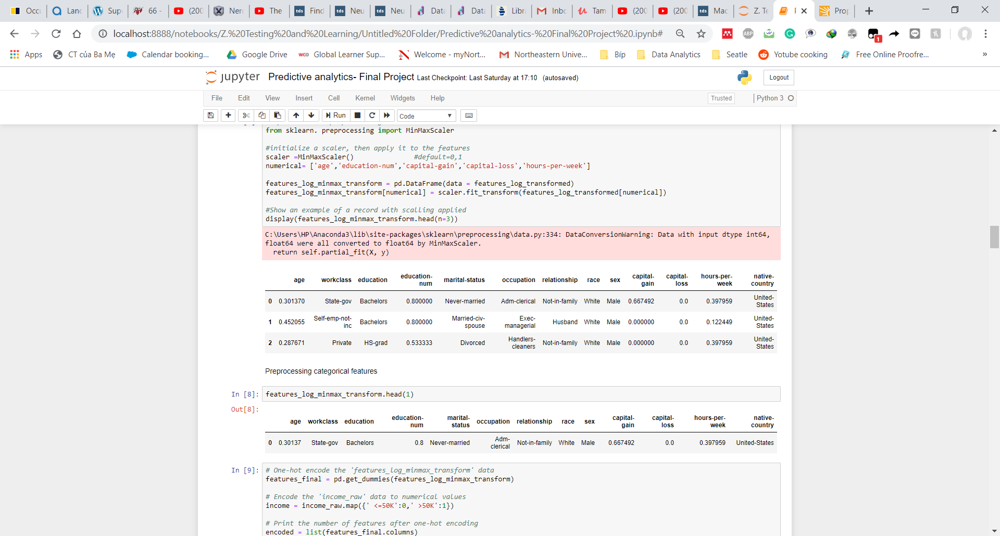 Occu
Land
Sup
66 -
(200
Nerd
The
tds Find
tds Neu
tds Neu
Data
Data
Libra
Inbo
Tam
(200
(200
tds Mac
Z. Te
Prop
localhost:8888/notebooks/Z.%20Testing%20and%20Learning/Untitled%20Folder/Predictive%20analytics-%20Final%20Project%20.ipynb#
ABP
NEWS
1
Apps
CT của Ba Mẹ
Calendar booking...
Google Drive
wco Global Learner Sup...
Welcome - myNort...
Northeastern Unive...
Bíp
Data Analytics
Seatle
Yotube cooking
Free Online Proofre...
»
jupyter Predictive analytics- Final Project Last Checkpoint: Last Saturday at 17:10 (autosaved)
Logout
File Edit View Insert Cell Kernel Widgets Help
Trusted
Python 3
Run
Code
from sklearn. preprocessing import MinMaxScaler
#initialize a scaler, then apply it to the features
scaler =MinMaxScaler() #default=0,1
numerical= ['age','education-num','capital-gain','capital-loss','hours-per-week']
features_log_minmax_transform = pd.DataFrame(data = features_log_transformed)
features_log_minmax_transform[numerical] = scaler.fit_transform(features_log_transformed[numerical])
#Show an example of a record with scalling applied
display(features_log_minmax_transform.head(n=3))
C:\Users\HP\Anaconda3\lib\site-packages\sklearn\preprocessing\data.py:334: DataConversionWarning: Data with input dtype int64,
float64 were all converted to float64 by MinMaxScaler.
return self.partial_fit(X, y)
age workclass education education-num marital-status occupation relationship race sex capital-gain capital-loss hours-per-week native-country
0 0.301370 State-gov Bachelors 0.800000 Never-married Adm-clerical Not-in-family White Male 0.667492 0.0 0.397959 United-States
1 0.452055 Self-emp-not-inc Bachelors 0.800000 Married-civ-spouse Exec-managerial Husband White Male 0.000000 0.0 0.122449 United-States
2 0.287671 Private HS-grad 0.533333 Divorced Handlers-cleaners Not-in-family White Male 0.000000 0.0 0.397959 United-States
Preprocessing categorical features
In [8]: features_log_minmax_transform.head(1)
Out[8]:
age workclass education education-num marital-status occupation relationship race sex capital-gain capital-loss hours-per-week native-country
0 0.30137 State-gov Bachelors 0.8 Never-married Adm-clerical Not-in-family White Male 0.667492 0.0 0.397959 United-States
In [9]: # One-hot encode the 'features_log_minmax_transform' data
features_final = pd.get_dummies(features_log_minmax_transform)
# Encode the 'income_raw' data to numerical values
income = income_raw.map({' <=50K':0,' >50K':1})
# Print the number of features after one-hot encoding
encoded = list(features_final.columns)